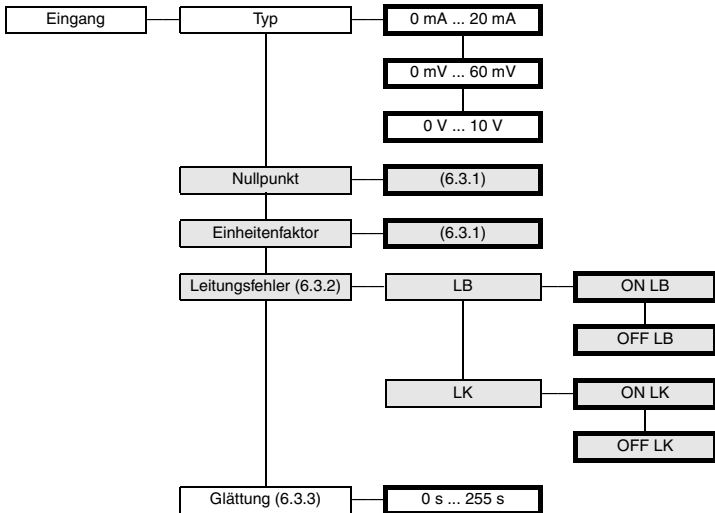 Eingang
Typ
0 mA ... 20 mA
0 mV ... 60 mV
0 V ... 10 V
Nullpunkt
(6.3.1)
Einheitenfaktor
(6.3.1)
Leitungsfehler (6.3.2)
LB
ON LB
OFF LB
LK
ON LK
OFF LK
Glättung (6.3.3)
0 s ... 255 s